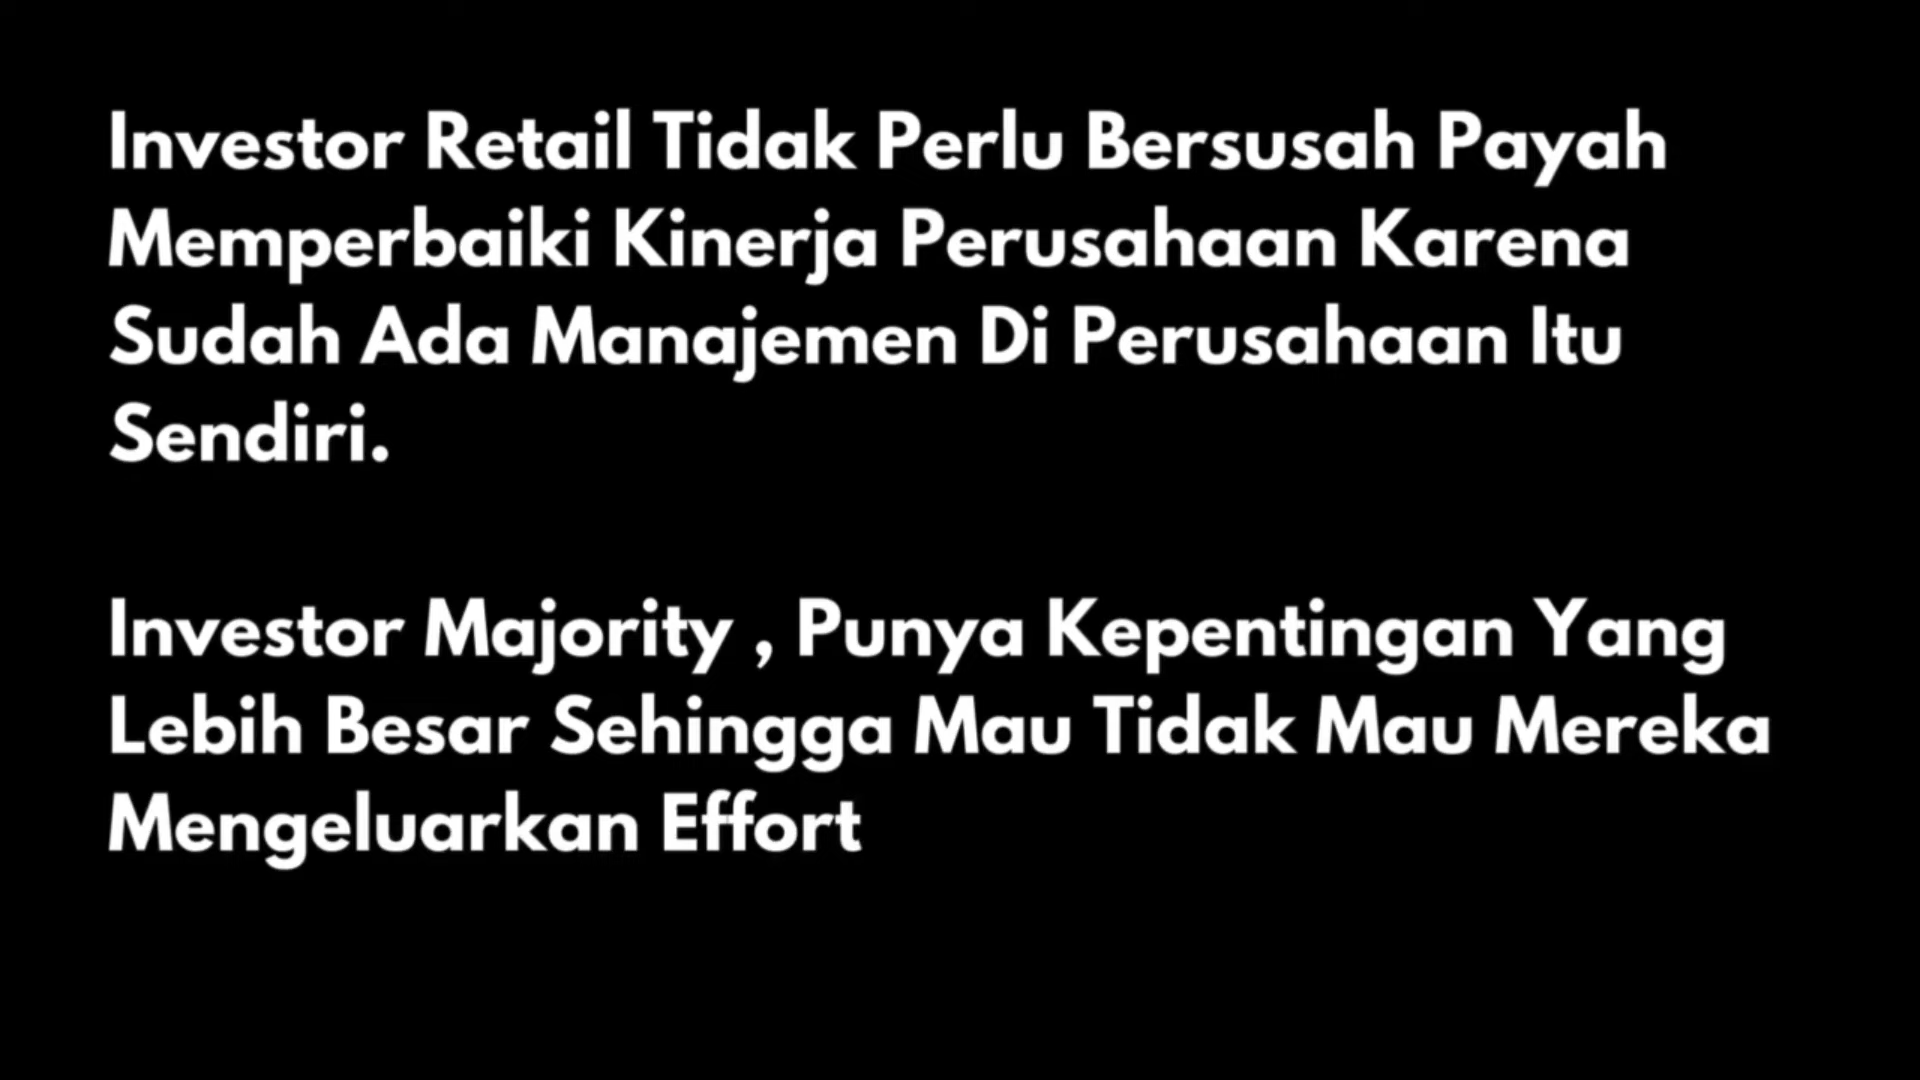 Investor Retail Tidak Perlu Bersusah Payah
Memperbaiki Kinerja Perusahaan Karena
Sudah Ada Manajemen Di Perusahaan Itu
Sendiri.
Investor Majority , Punya Kepentingan Yang
Lebih Besar Sehingga Mau Tidak Mau Mereka
Mengeluarkan Effort